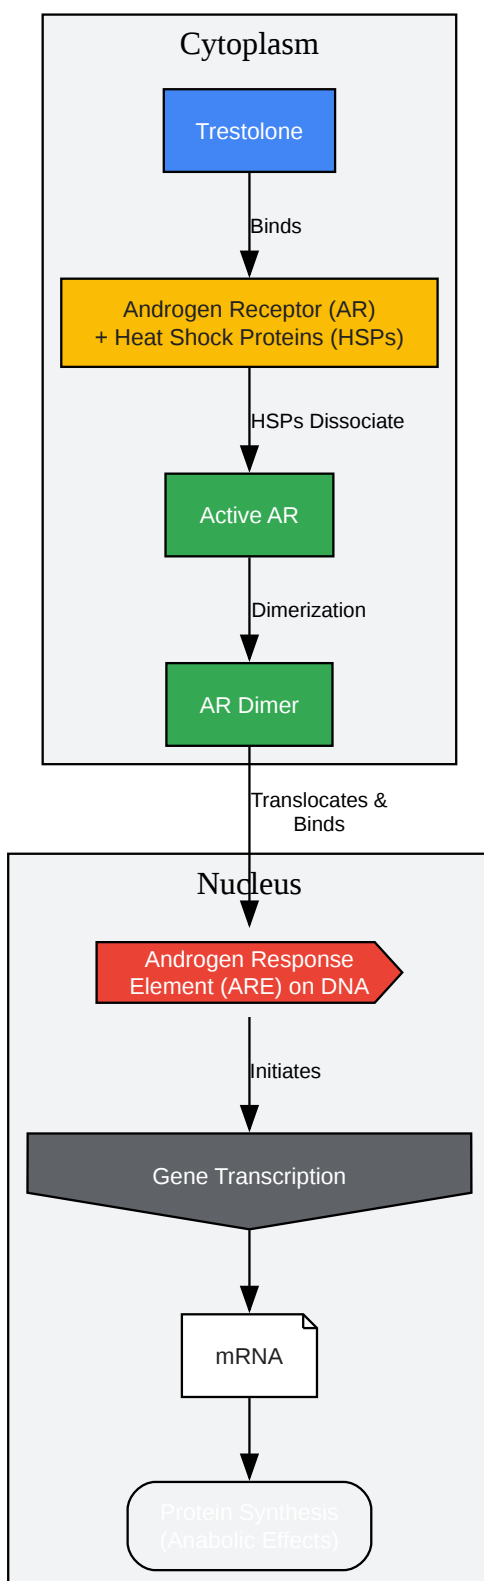 Cytoplasm
Trestolone
Binds
Androgen Receptor (AR)
+ Heat Shock Proteins (HSPs)
HSPs Dissociate
Active AR
Dimerization
AR Dimer
Translocates &
Binds
Nucleus
Androgen Response
Element (ARE) on DNA
Initiates
Gene Transcription
mRNA
Protein Synthesis
(Anabolic Effects)